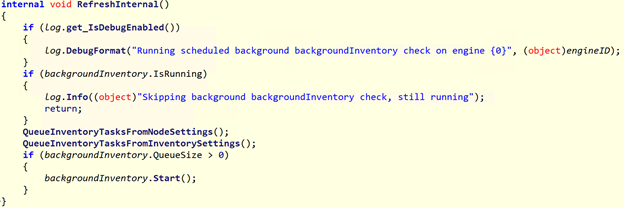 internal void RefreshInternal()
{
if (log.get_IsDebugEnabled())
{
log.DebugFormat("Running scheduled background backgroundInventory check on engine {0}", (object)engineID);
}
if (backgroundInventory.IsRunning)
{
log.Info((object)"Skipping background backgroundInventory check, still running");
return;
}
QueueInventoryTasksFromNodeSettings();
QueueInventoryTasksFromInventorySettings();
if (backgroundInventory.QueueSize > 0)
{
backgroundInventory.Start();
}
}